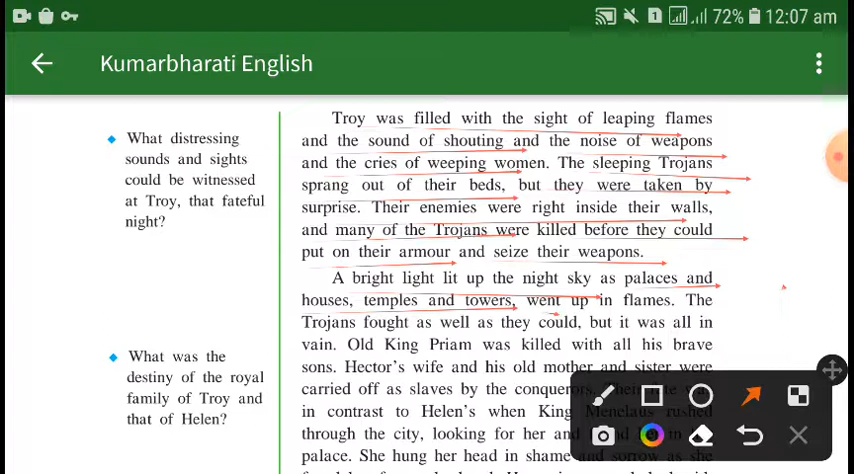 72% 12:07 am
Kumarbharati English
What distressing
sounds and sights
could be witnessed
at Troy, that fateful
night?
Troy was filled with the sight of leaping flames
and the sound of shouting and the noise of weapons
and the cries of weeping women. The sleeping Trojans
sprang out of their beds, but they were taken by
surprise. Their enemies were right inside their walls,
and many of the Trojans were killed before they could
put on their armour and seize their weapons.
A bright light lit up the night sky as palaces and
houses, temples and towers, went up in flames. The
Trojans fought as well as they could, but it was all in
vain. Old King Priam was killed with all his brave
sons. Hector's wife and his old mother and sister were
carried off as slaves by the conquerors. Their fate was
in contrast to Helen's when King Menelaus rushed
through the city, looking for her and
palace. She hung her head in shame and sorrow as she
What was the
destiny of the royal
family of Troy and
that of Helen?